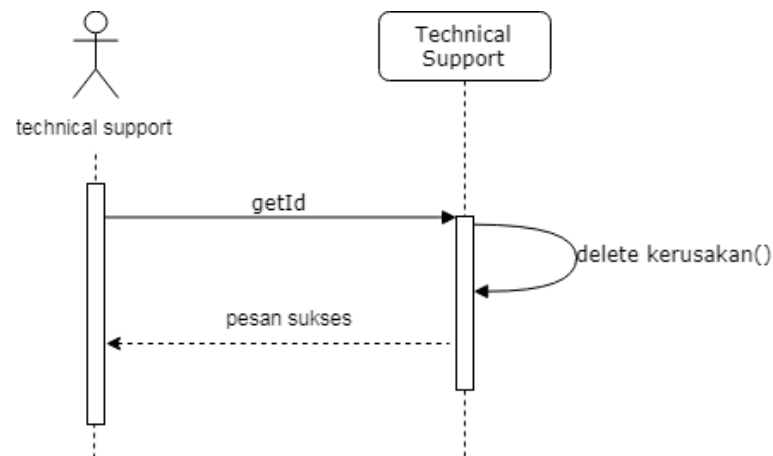 Technical
Support
technical support
getId
delete kerusakan()
pesan sukses